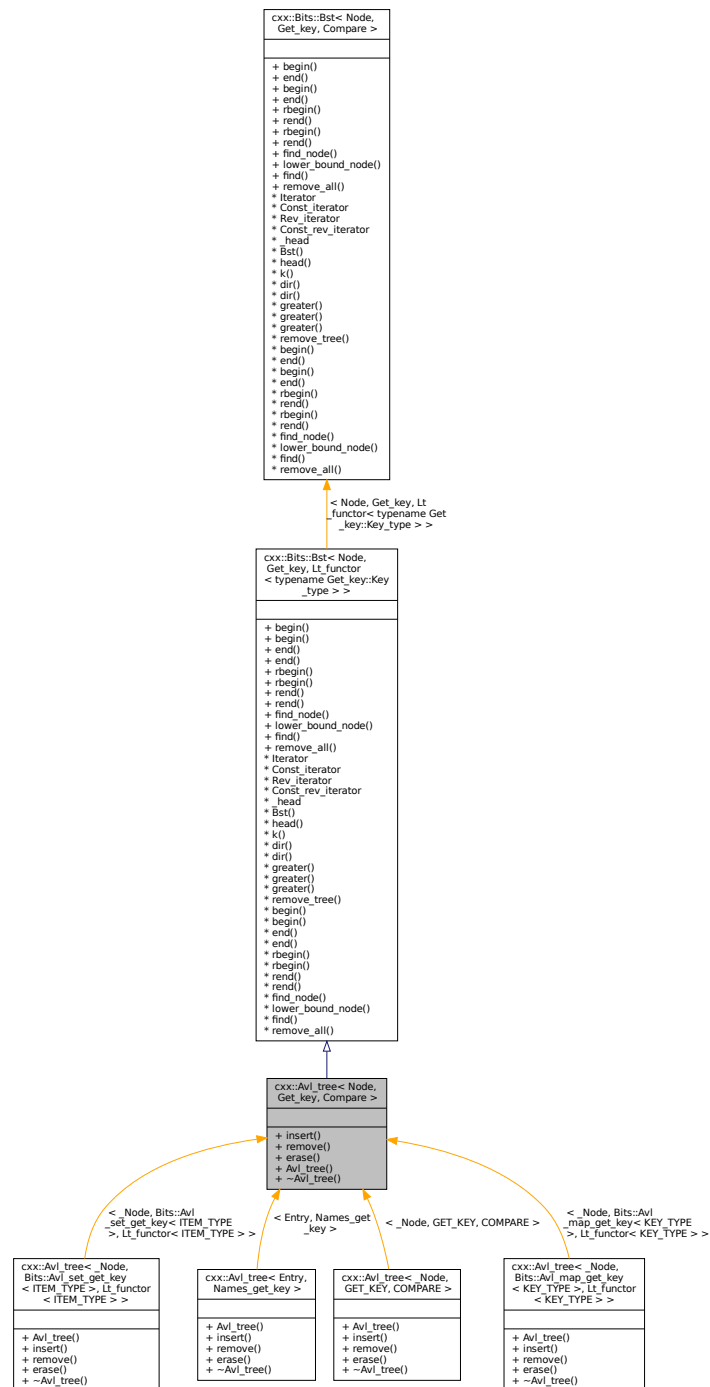 cxx::Bits::Bst< Node,
Get_key, Compare >
+ begin()
+ end()
+ begin()
+ end()
+ rbegin()
+ rend()
+ rbegin()
+ rend()
+ find_node()
+ lower_bound_node()
+ find()
+ remove_all()
* Iterator
* Const_iterator
* Rev_iterator
* Const_rev_iterator
* _head
* Bst()
* head()
* k()
* dir()
* dir()
* greater()
* greater()
* greater()
* remove_tree()
* begin()
* end()
* begin()
* end()
* rbegin()
* rend()
* rbegin()
* rend()
* find_node()
* lower_bound_node()
* find()
* remove_all()
< Node, Get_key, Lt
_functor< typename Get
_key::Key_type > >
cxx::Bits::Bst< Node,
Get_key, Lt_functor
< typename Get_key::Key
_type > >
+ begin()
+ begin()
+ end()
+ end()
+ rbegin()
+ rbegin()
+ rend()
+ rend()
+ find_node()
+ lower_bound_node()
+ find()
+ remove_all()
* Iterator
* Const_iterator
* Rev_iterator
* Const_rev_iterator
* _head
* Bst()
* head()
* k()
* dir()
* dir()
* greater()
* greater()
* greater()
* remove_tree()
* begin()
* begin()
* end()
* end()
* rbegin()
* rbegin()
* rend()
* rend()
* find_node()
* lower_bound_node()
* find()
* remove_all()
cxx::Avl_tree< Node,
Get_key, Compare >
+ insert()
+ remove()
+ erase()
+ Avl_tree()
+ ~Avl_tree()
< _Node, Bits::Avl
_set_get_key< ITEM_TYPE
>, Lt_functor< ITEM_TYPE > >
< Entry, Names_get
_key >
< _Node, GET_KEY, COMPARE >
< _Node, Bits::Avl
_map_get_key< KEY_TYPE
>, Lt_functor< KEY_TYPE > >
cxx::Avl_tree< _Node,
Bits::Avl_set_get_key
< ITEM_TYPE >, Lt_functor
< ITEM_TYPE > >
+ Avl_tree()
+ insert()
+ remove()
+ erase()
+ ~Avl_tree()
cxx::Avl_tree< Entry,
Names_get_key >
+ Avl_tree()
+ insert()
+ remove()
+ erase()
+ ~Avl_tree()
cxx::Avl_tree< _Node,
GET_KEY, COMPARE >
+ Avl_tree()
+ insert()
+ remove()
+ erase()
+ ~Avl_tree()
cxx::Avl_tree< _Node,
Bits::Avl_map_get_key
< KEY_TYPE >, Lt_functor
< KEY_TYPE > >
+ Avl_tree()
+ insert()
+ remove()
+ erase()
+ ~Avl_tree()